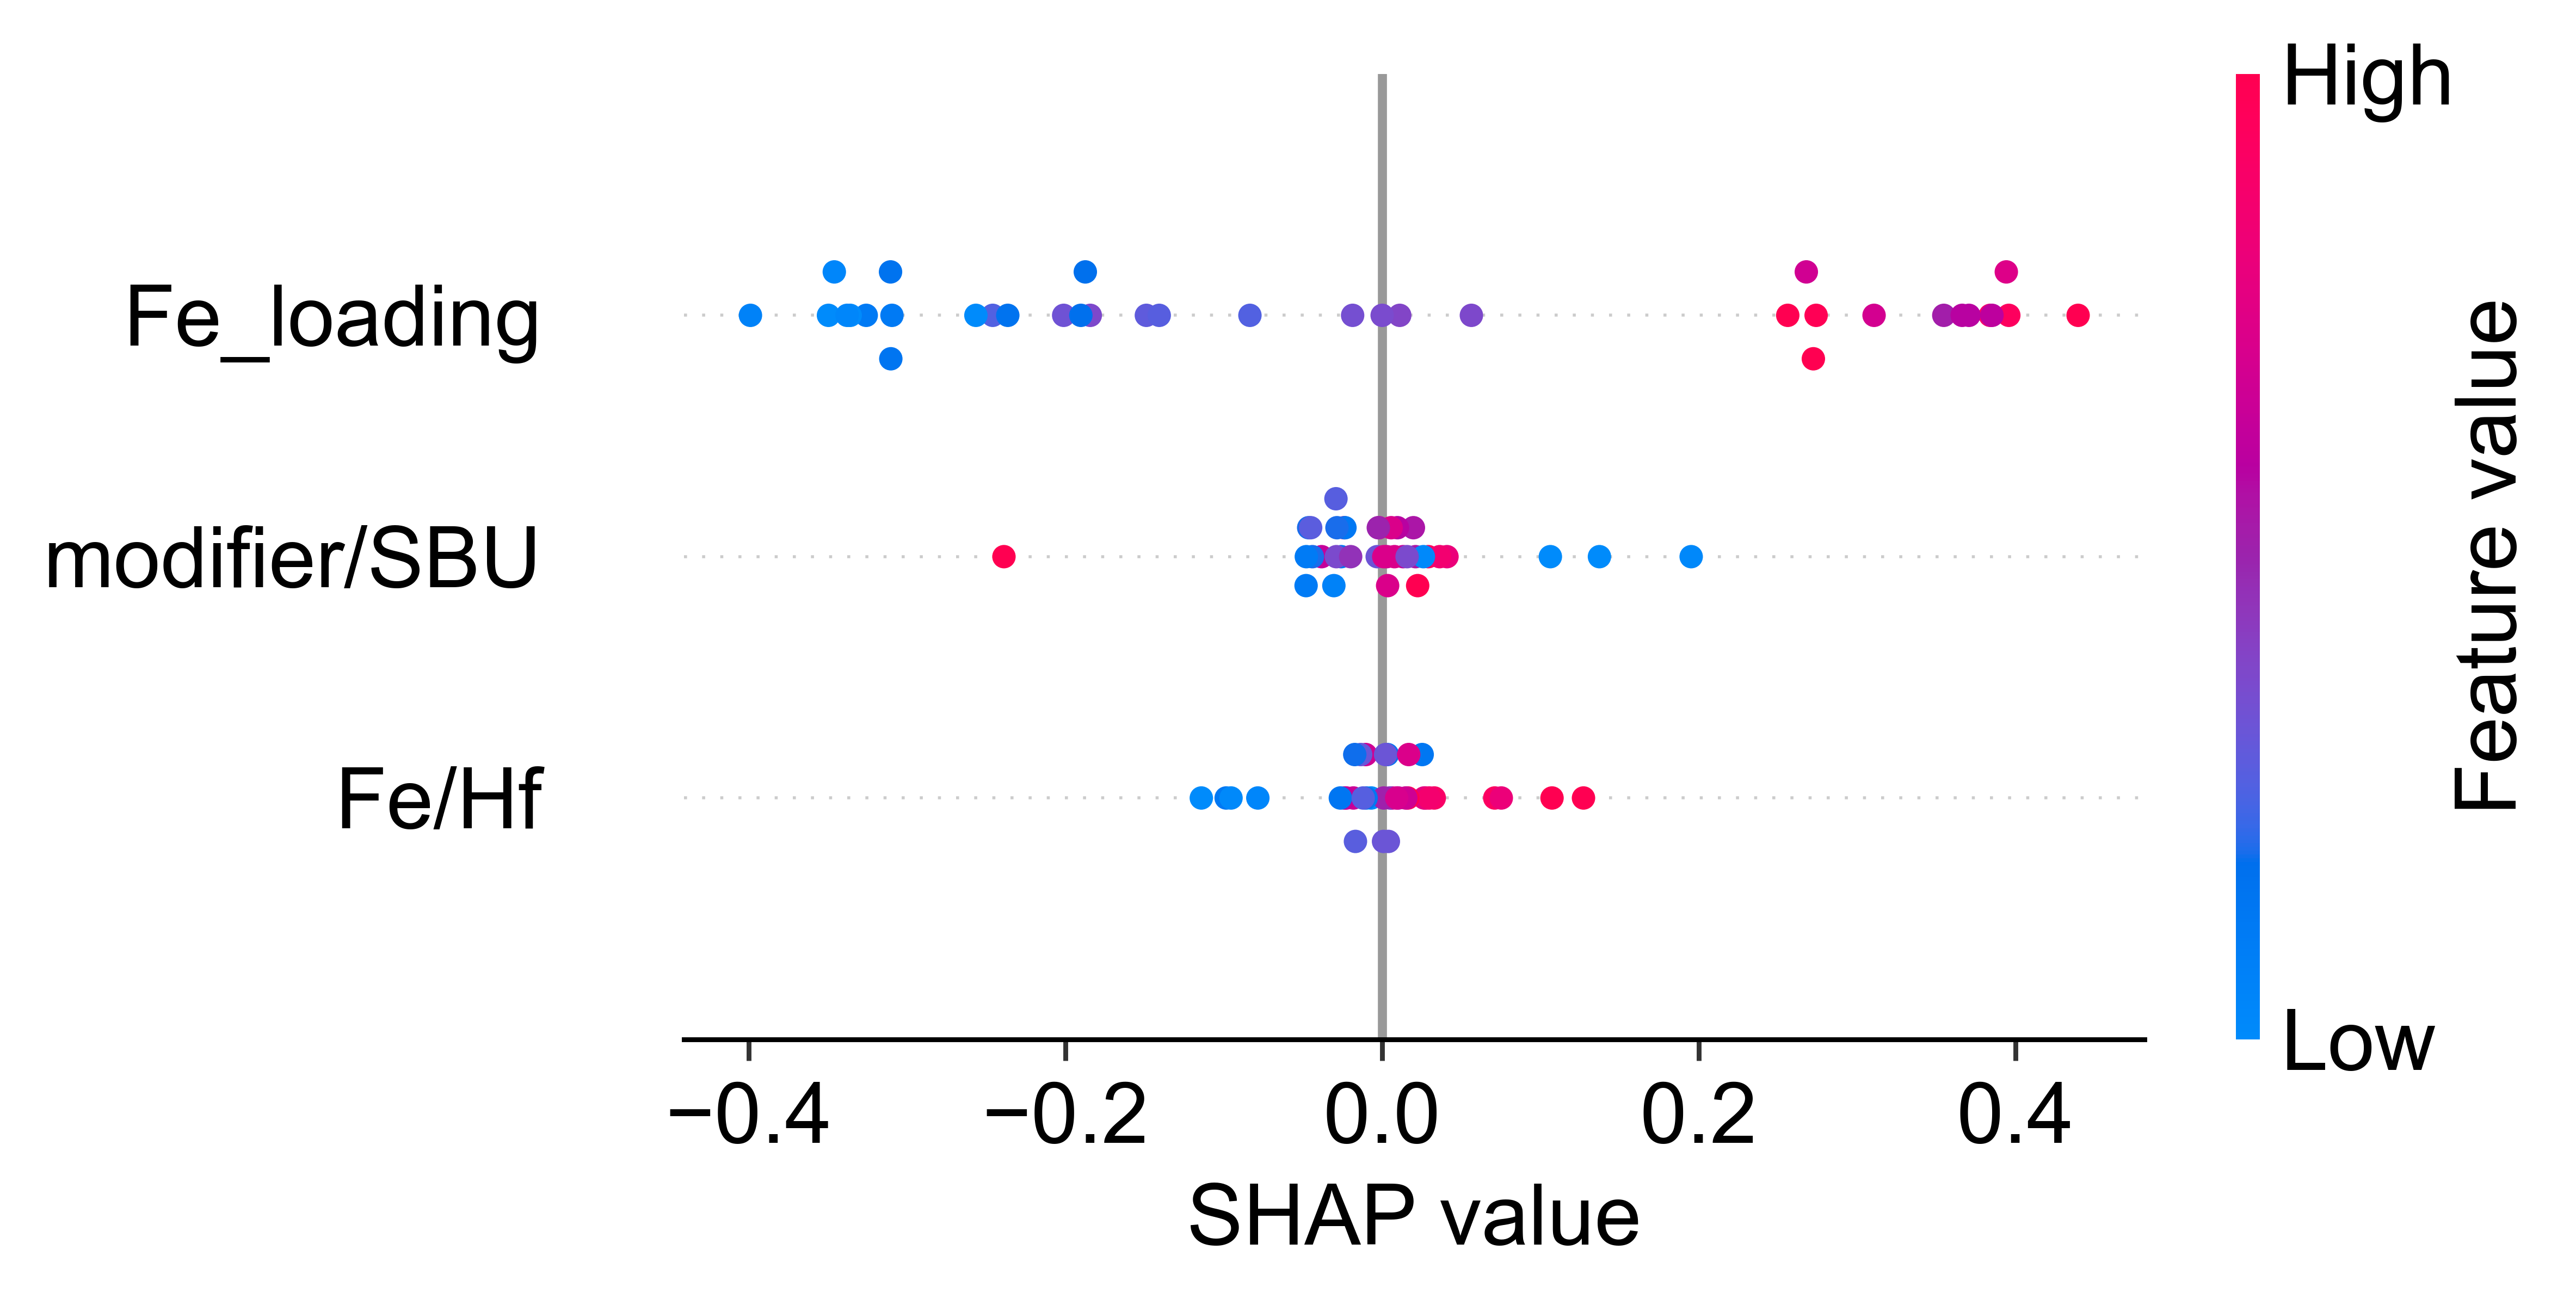 High
Fe_loading
modifier/SBU
Fe/Hf
Feature value
Low
−0.4 −0.2 0.0 0.2 0.4
SHAP value